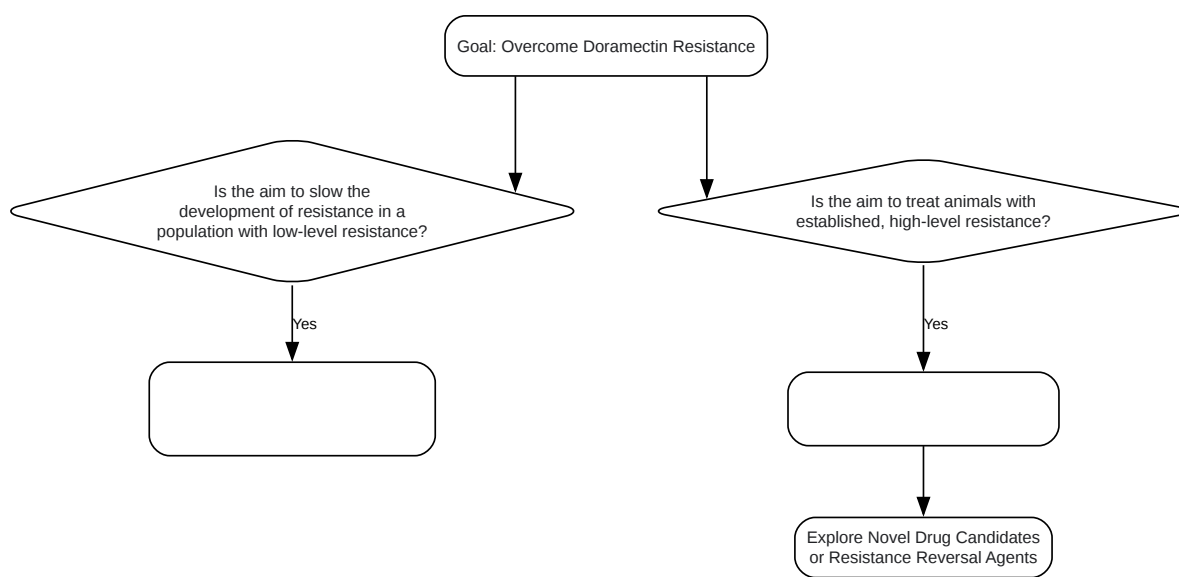 Goal: Overcome Doramectin Resistance
Is the aim to slow the
development of resistance in a
population with low-level resistance?
Is the aim to treat animals with
established, high-level resistance?
Yes
Yes
Explore Novel Drug Candidates
or Resistance Reversal Agents